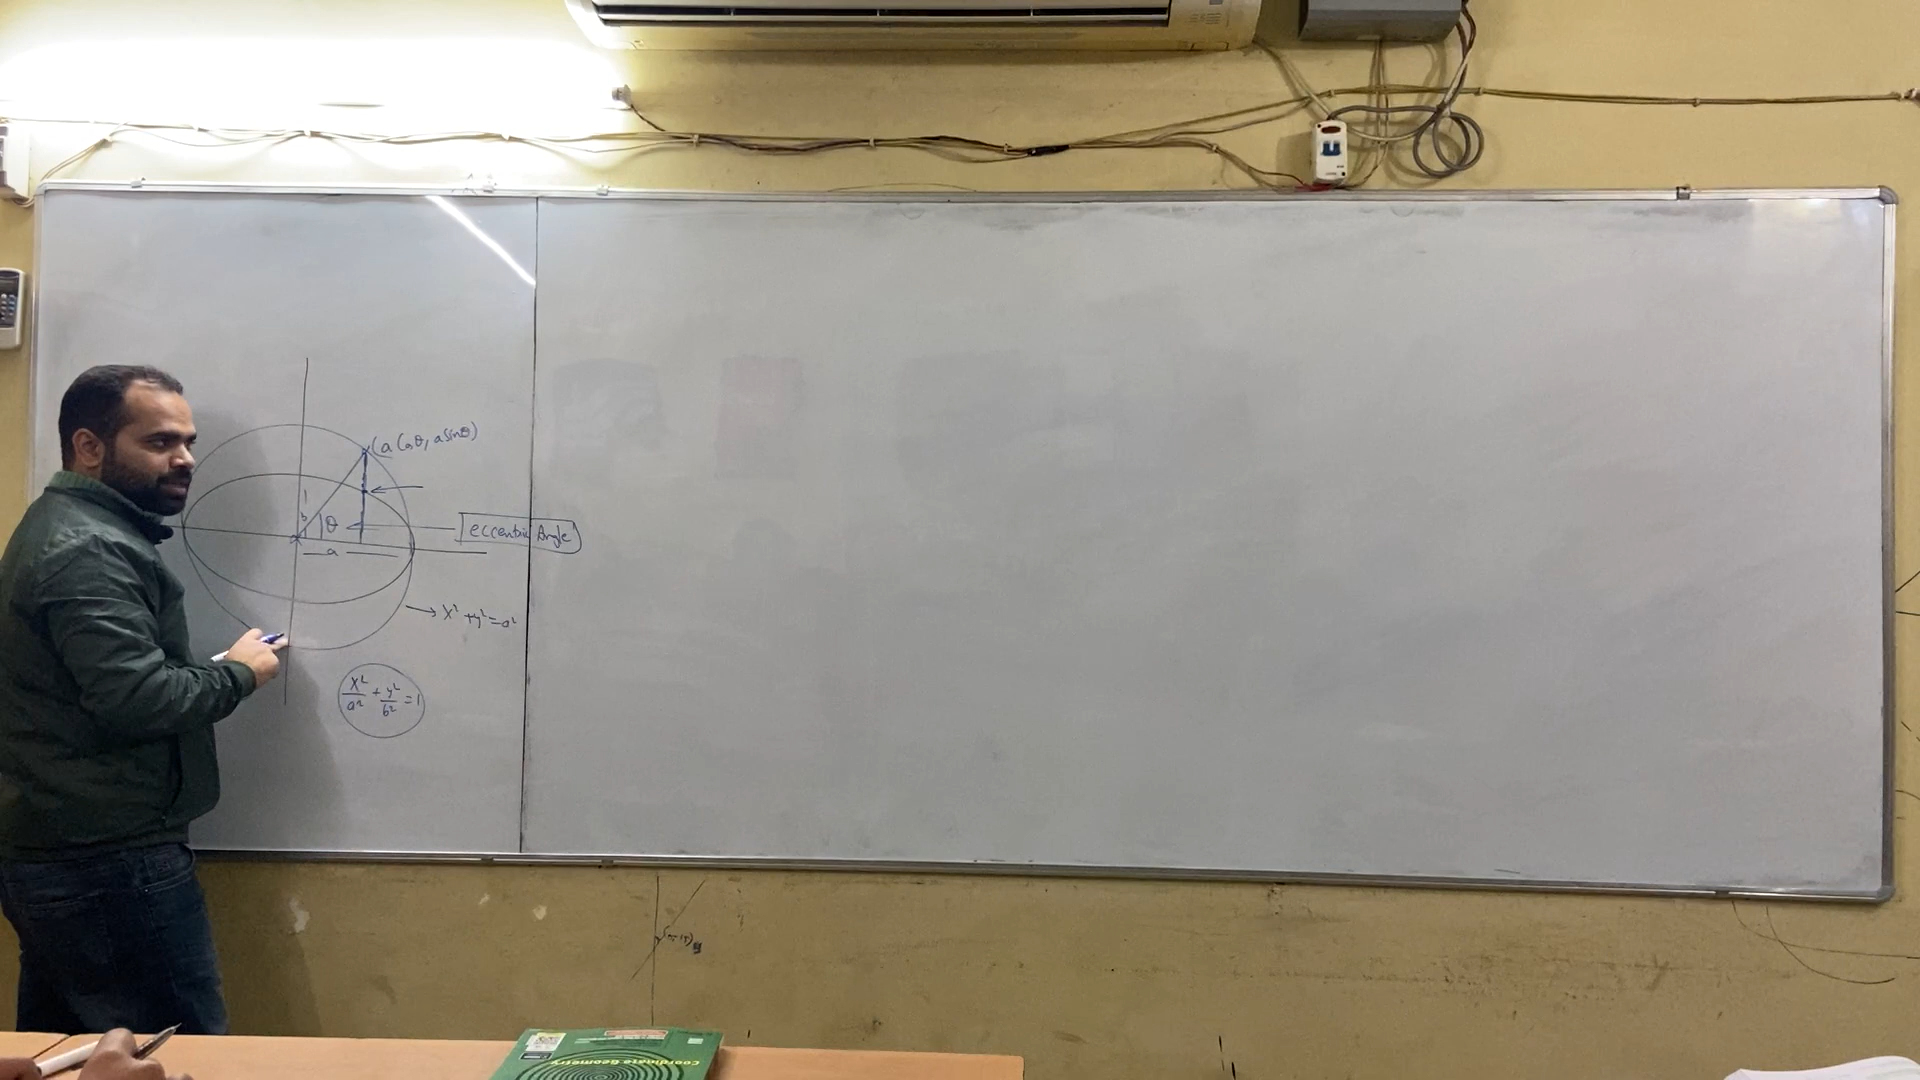 (a Cosθ, a sinθ)
b
θ
eccentric Angle
a
→ x² + y² = a²
x²/a² + y²/b² = 1
Coordinate Geometry